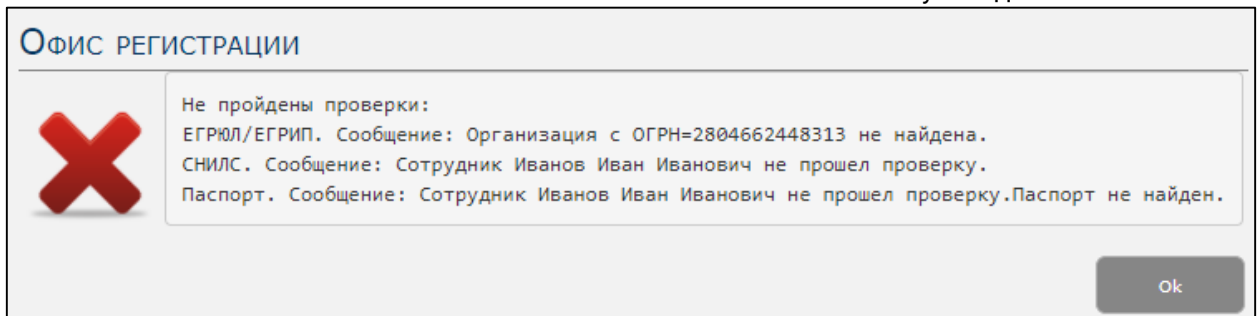 Офис регистрации
Не пройдены проверки:
ЕГРЮЛ/ЕГРИП. Сообщение: Организация с ОГРН=2804662448313 не найдена.
СНИЛС. Сообщение: Сотрудник Иванов Иван Иванович не прошел проверку.
Паспорт. Сообщение: Сотрудник Иванов Иван Иванович не прошел проверку.Паспорт не найден.
Ok